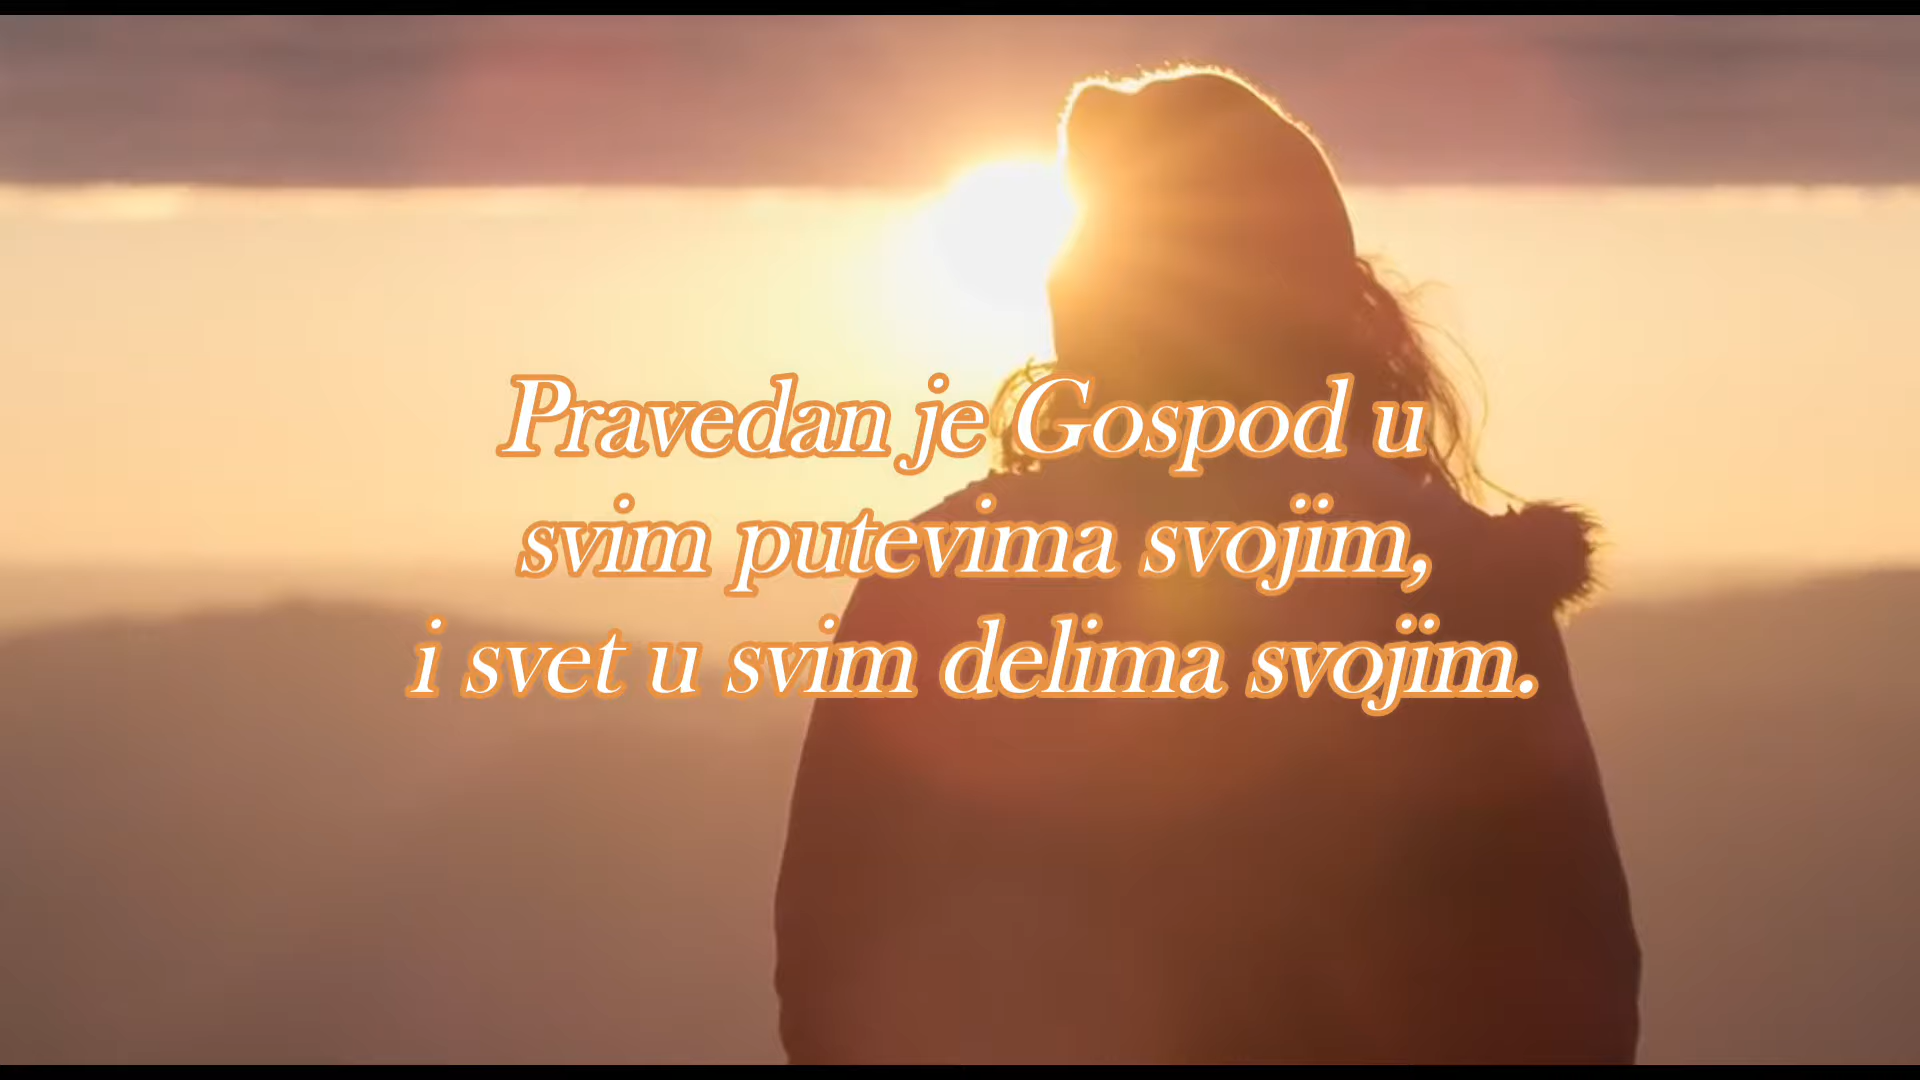 Pravedan je Gospod u
svim putevima svojim,
i svet u svim delima svojim.